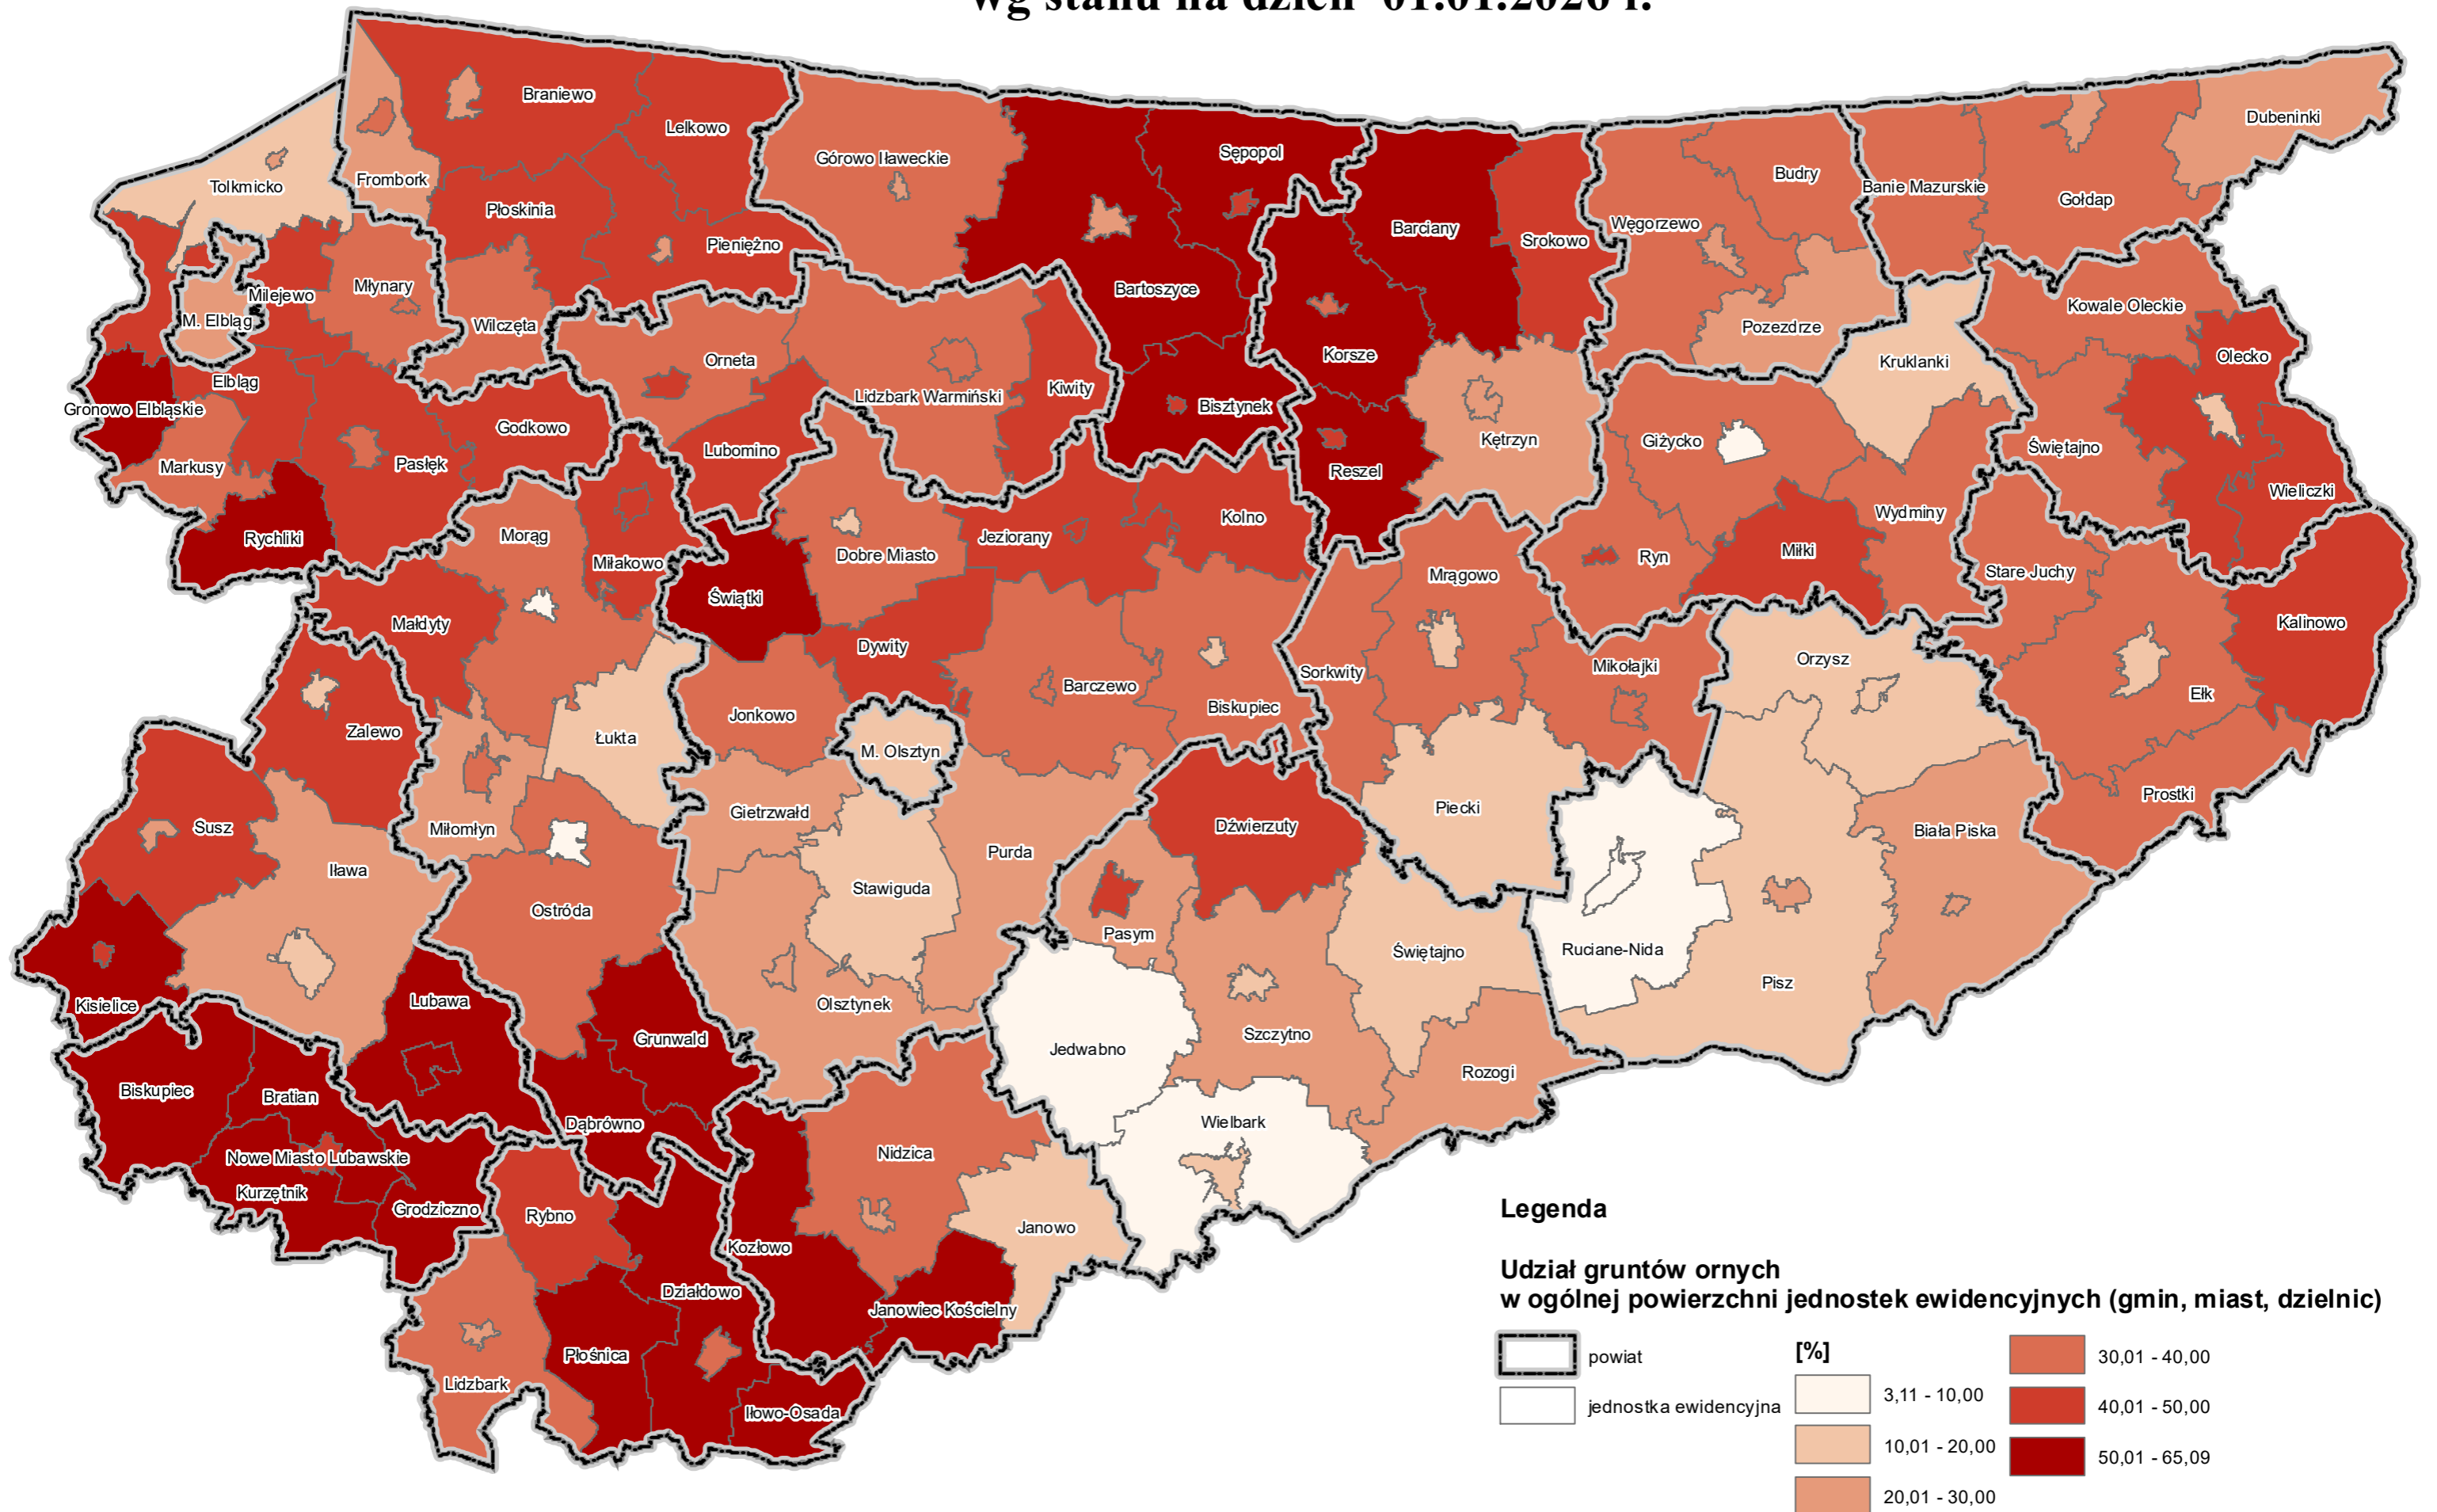 wg stanu na dzień 01.01.2026 r.
Braniewo
Lelkowo
Dubeninki
Górowo Iławeckie
Sępopol
Budry
Banie Mazurskie
Tolkmicko
Frombork
Gołdap
Płoskinia
Pieniężno
Barciany
Srokowo
Węgorzewo
Młynary
Milejewo
Bartoszyce
Kowale Oleckie
M. Elbląg
Wilczęta
Pozezdrze
Orneta
Korsze
Kruklanki
Olecko
Elbląg
Lidzbark Warmiński
Kiwity
Gronowo Elbląskie
Bisztynek
Godkowo
Kętrzyn
Giżycko
Świętajno
Markusy
Pasłęk
Lubomino
Reszel
Wieliczki
Rychliki
Morąg
Jeziorany
Kolno
Wydminy
Miłakowo
Dobre Miasto
Ryn
Miłki
Mrągowo
Stare Juchy
Świątki
Małdyty
Kalinowo
Dywity
Orzysz
Sorkwity
Mikołajki
Barczewo
Ełk
Biskupiec
Jonkowo
Zalewo
Łukta
M. Olsztyn
Piecki
Prostki
Gietrzwałd
Susz
Miłomłyn
Dźwierzuty
Biała Piska
Purda
Iława
Stawiguda
Ostróda
Pasym
Świętajno
Ruciane-Nida
Pisz
Kisielice
Lubawa
Olsztynek
Grunwald
Szczytno
Jedwabno
Rozogi
Biskupiec
Bratian
Dąbrówno
Wielbark
Nidzica
Nowe Miasto Lubawskie
Kurzętnik
Grodziczno
Rybno
Janowo
Kozłowo
Działdowo
Janowiec Kościelny
Płośnica
Lidzbark
Iłowo-Osada
Legenda
Udział gruntów ornych
w ogólnej powierzchni jednostek ewidencyjnych (gmin, miast, dzielnic)
powiat
jednostka ewidencyjna
[%]
3,11 - 10,00
10,01 - 20,00
20,01 - 30,00
30,01 - 40,00
40,01 - 50,00
50,01 - 65,09